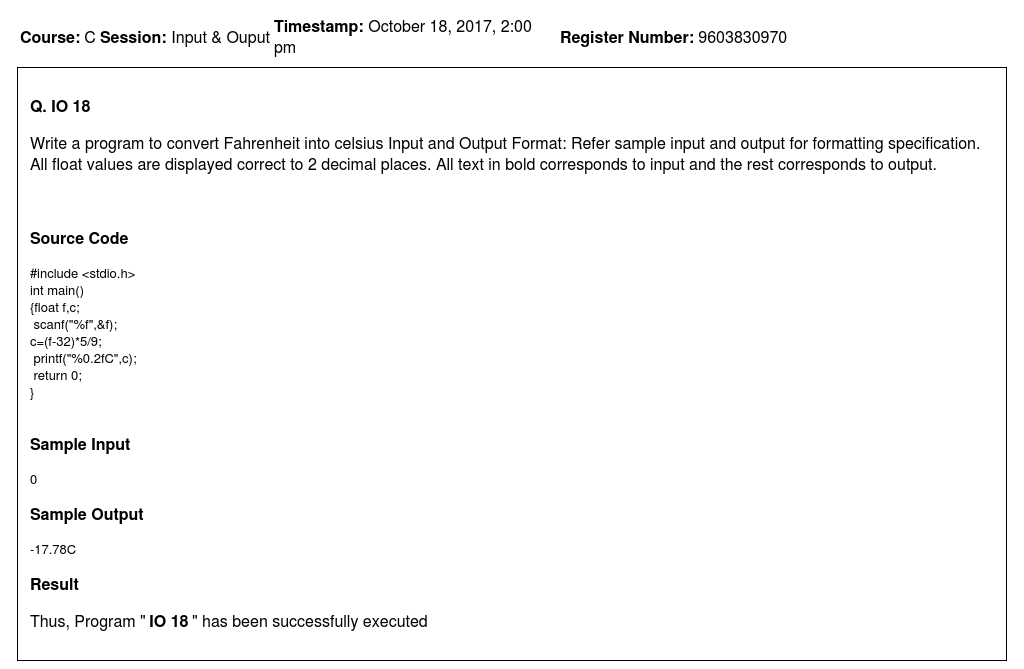 Course: C Session: Input & Ouput Timestamp: October 18, 2017, 2:00 pm Register Number: 9603830970
Q. IO 18
Write a program to convert Fahrenheit into celsius Input and Output Format: Refer sample input and output for formatting specification.
All float values are displayed correct to 2 decimal places. All text in bold corresponds to input and the rest corresponds to output.
Source Code
#include <stdio.h>
int main()
{float f,c;
scanf("%f",&f);
c=(f-32)*5/9;
printf("%0.2fC",c);
return 0;
}
Sample Input
0
Sample Output
-17.78C
Result
Thus, Program " IO 18 " has been successfully executed